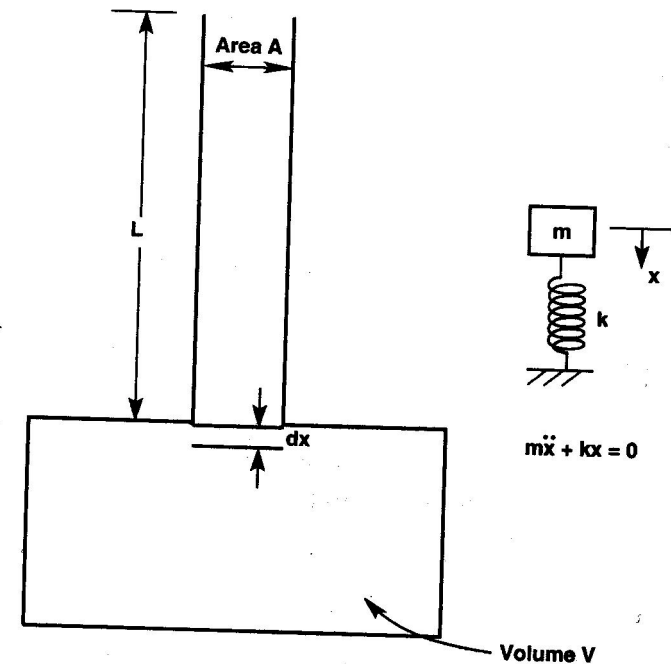 Area A
L
m
x
k
dx
mẍ + kx = 0
Volume V